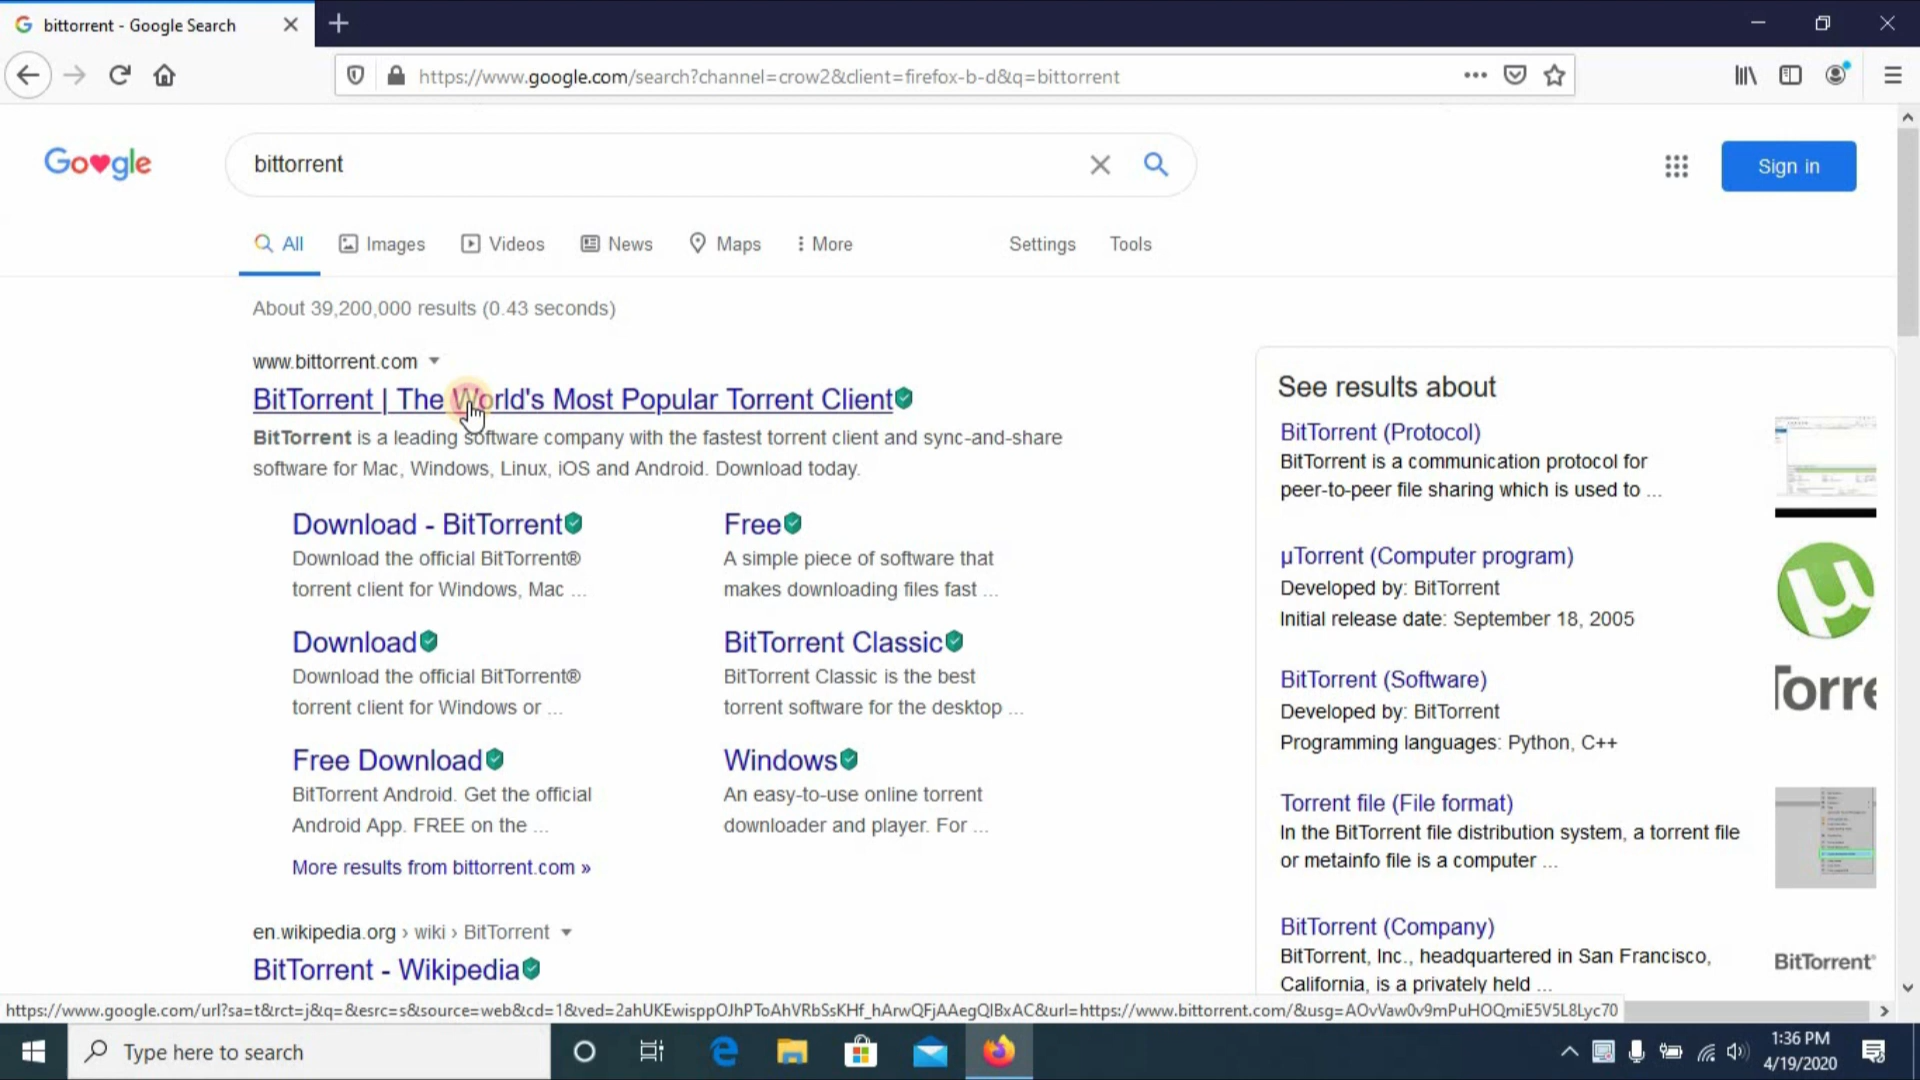 bittorrent - Google Search
https://www.google.com/search?channel=crow2&client=firefox-b-d&q=bittorrent
Google
bittorrent
Sign in
All
Images
Videos
News
Maps
More
Settings
Tools
About 39,200,000 results (0.43 seconds)
www.bittorrent.com
BitTorrent | The World's Most Popular Torrent Client
BitTorrent is a leading software company with the fastest torrent client and sync-and-share
software for Mac, Windows, Linux, iOS and Android. Download today.
Download - BitTorrent
Download the official BitTorrent®
torrent client for Windows, Mac ...
Free
A simple piece of software that
makes downloading files fast ...
Download
Download the official BitTorrent®
torrent client for Windows or ...
BitTorrent Classic
BitTorrent Classic is the best
torrent software for the desktop ...
Free Download
BitTorrent Android. Get the official
Android App. FREE on the ...
Windows
An easy-to-use online torrent
downloader and player. For ...
More results from bittorrent.com »
en.wikipedia.org › wiki › BitTorrent
BitTorrent - Wikipedia
See results about
BitTorrent (Protocol)
BitTorrent is a communication protocol for
peer-to-peer file sharing which is used to ...
µTorrent (Computer program)
Developed by: BitTorrent
Initial release date: September 18, 2005
µ
BitTorrent (Software)
Developed by: BitTorrent
Programming languages: Python, C++
Torre
Torrent file (File format)
In the BitTorrent file distribution system, a torrent file
or metainfo file is a computer ...
BitTorrent (Company)
BitTorrent, Inc., headquartered in San Francisco,
California, is a privately held ...
BitTorrent®
https://www.google.com/url?sa=t&rct=j&q=&esrc=s&source=web&cd=1&ved=2ahUKEwisppOJhPToAhVRbSsKHf_hArwQFjAAegQIBxAC&url=https://www.bittorrent.com/&usg=AOvVaw0v9mPuHOQmiE5V5L8Lyc70
Type here to search
1:36 PM
4/19/2020